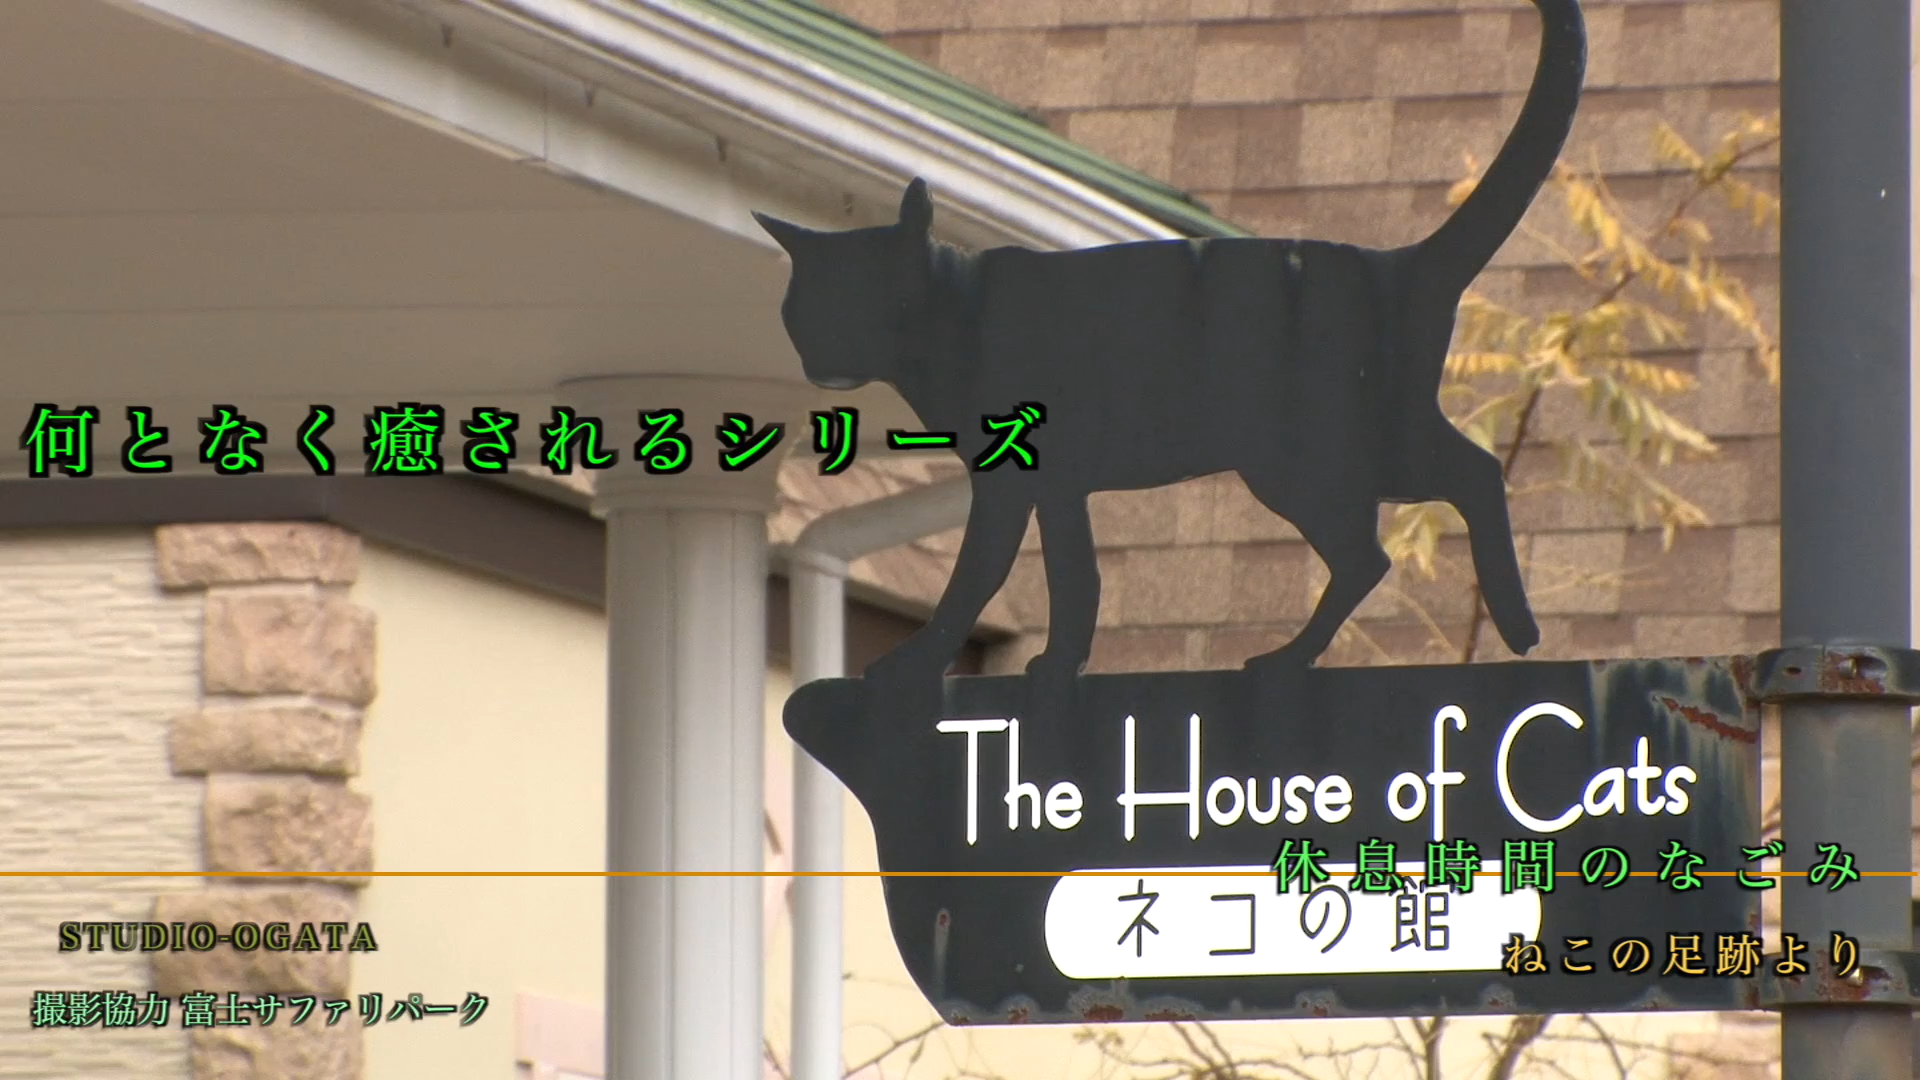 何となく癒されるシリーズ
The House of Cats
休息時間のなごみ
ネコの館
STUDIO-OGATA
ねこの足跡より
撮影協力 富士サファリパーク